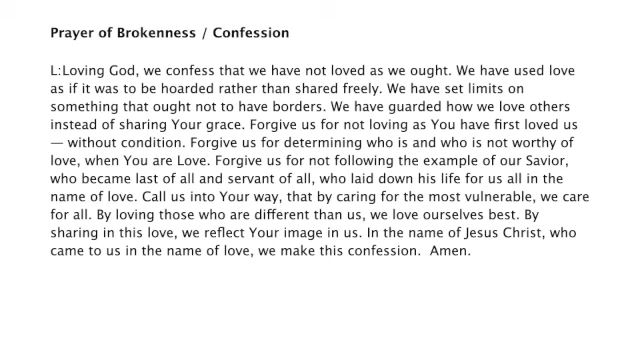 Prayer of Brokenness / Confession
L:Loving God, we confess that we have not loved as we ought. We have used love
as if it was to be hoarded rather than shared freely. We have set limits on
something that ought not to have borders. We have guarded how we love others
instead of sharing Your grace. Forgive us for not loving as You have first loved us
— without condition. Forgive us for determining who is and who is not worthy of
love, when You are Love. Forgive us for not following the example of our Savior,
who became last of all and servant of all, who laid down his life for us all in the
name of love. Call us into Your way, that by caring for the most vulnerable, we care
for all. By loving those who are different than us, we love ourselves best. By
sharing in this love, we reflect Your image in us. In the name of Jesus Christ, who
came to us in the name of love, we make this confession.  Amen.